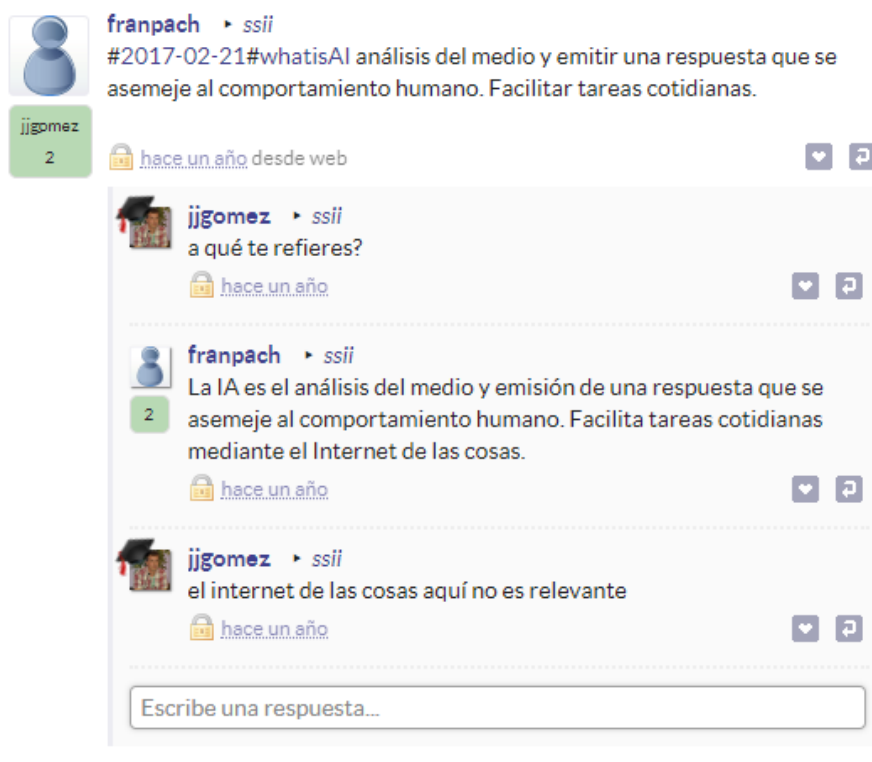 franpach ‣ ssii
#2017-02-21#whatisAI análisis del medio y emitir una respuesta que se
asemeje al comportamiento humano. Facilitar tareas cotidianas.
jjgomez
2
hace un año desde web
jjgomez ‣ ssii
a qué te refieres?
hace un año
franpach ‣ ssii
La IA es el análisis del medio y emisión de una respuesta que se
2
asemeje al comportamiento humano. Facilita tareas cotidianas
mediante el Internet de las cosas.
hace un año
jjgomez ‣ ssii
el internet de las cosas aquí no es relevante
hace un año
Escribe una respuesta...